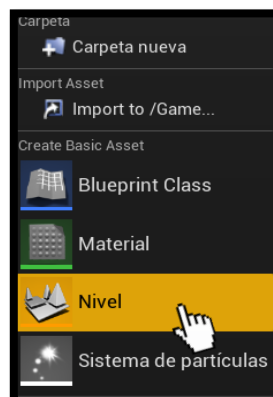 Carpeta
Carpeta nueva
Import Asset
Import to /Game...
Create Basic Asset
Blueprint Class
Material
Nivel
Sistema de partículas